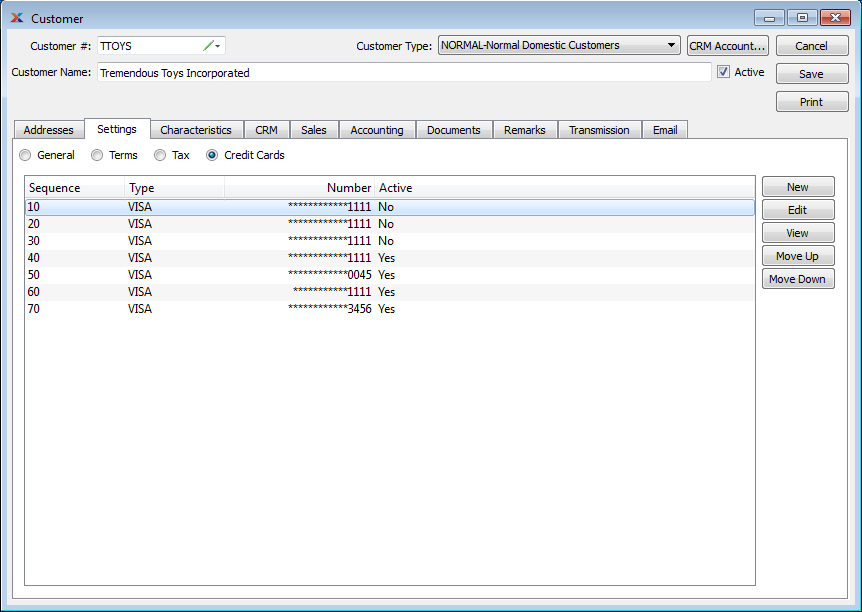 Customer
Customer #: TTOYS Customer Type: NORMAL-Normal Domestic Customers CRM Account... Cancel
Customer Name: Tremendous Toys Incorporated Active Save
Print
Addresses Settings Characteristics CRM Sales Accounting Documents Remarks Transmission Email
General Terms Tax Credit Cards
Sequence Type Number Active New
10 VISA ************1111 No
20 VISA ************1111 No Edit
30 VISA ************1111 No View
40 VISA ************1111 Yes Move Up
50 VISA ************0045 Yes Move Down
60 VISA ***********1111 Yes
70 VISA ************3456 Yes